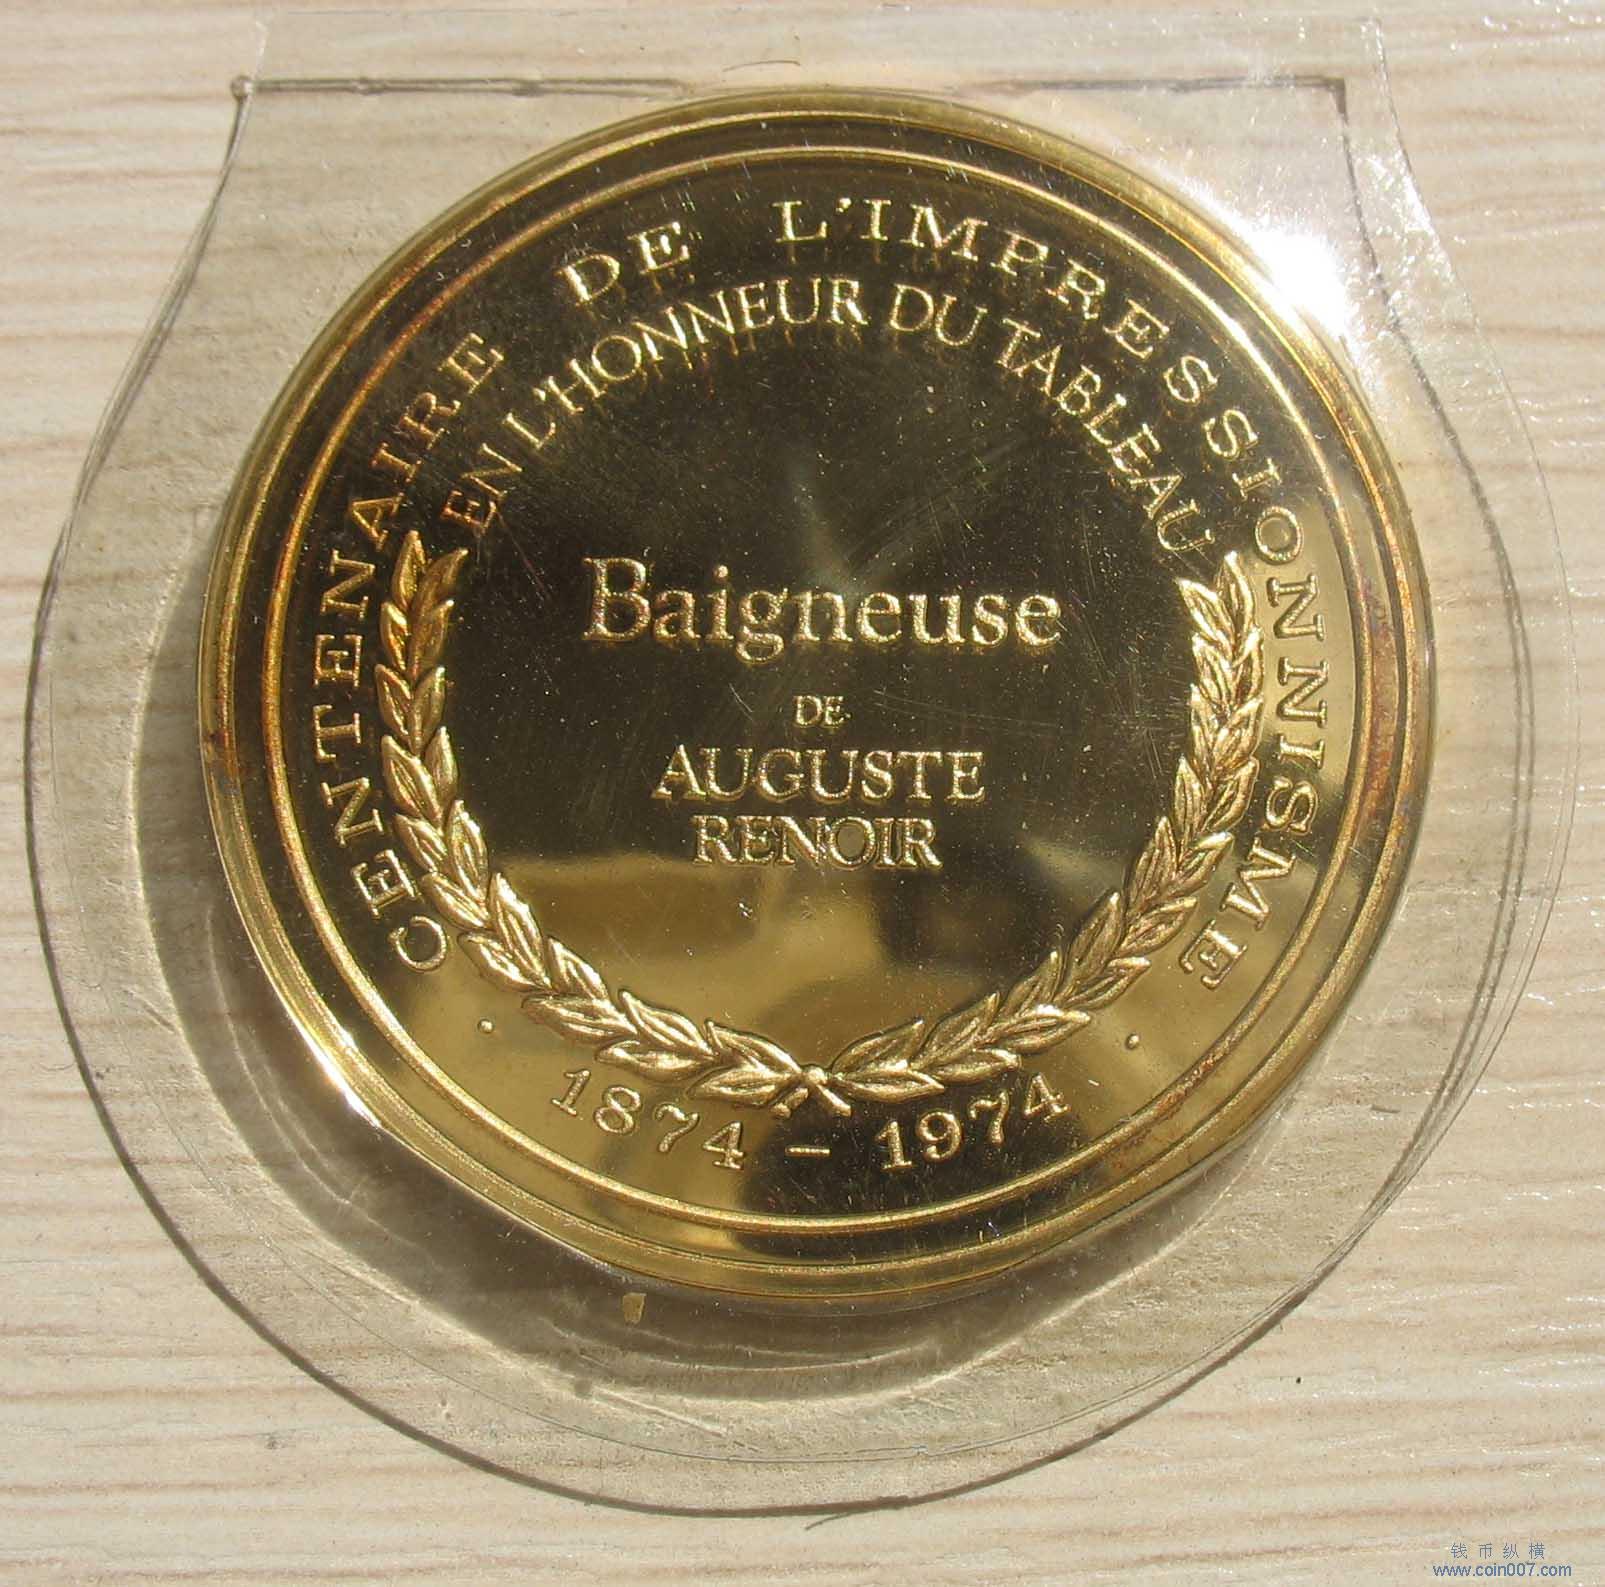 CENTENAIRE DE L'IMPRESSIONNISME
EN L'HONNEUR DU TABLEAU
Baigneuse
DE
AUGUSTE
RENOIR
1874 – 1974
钱币纵横
www.coin007.com